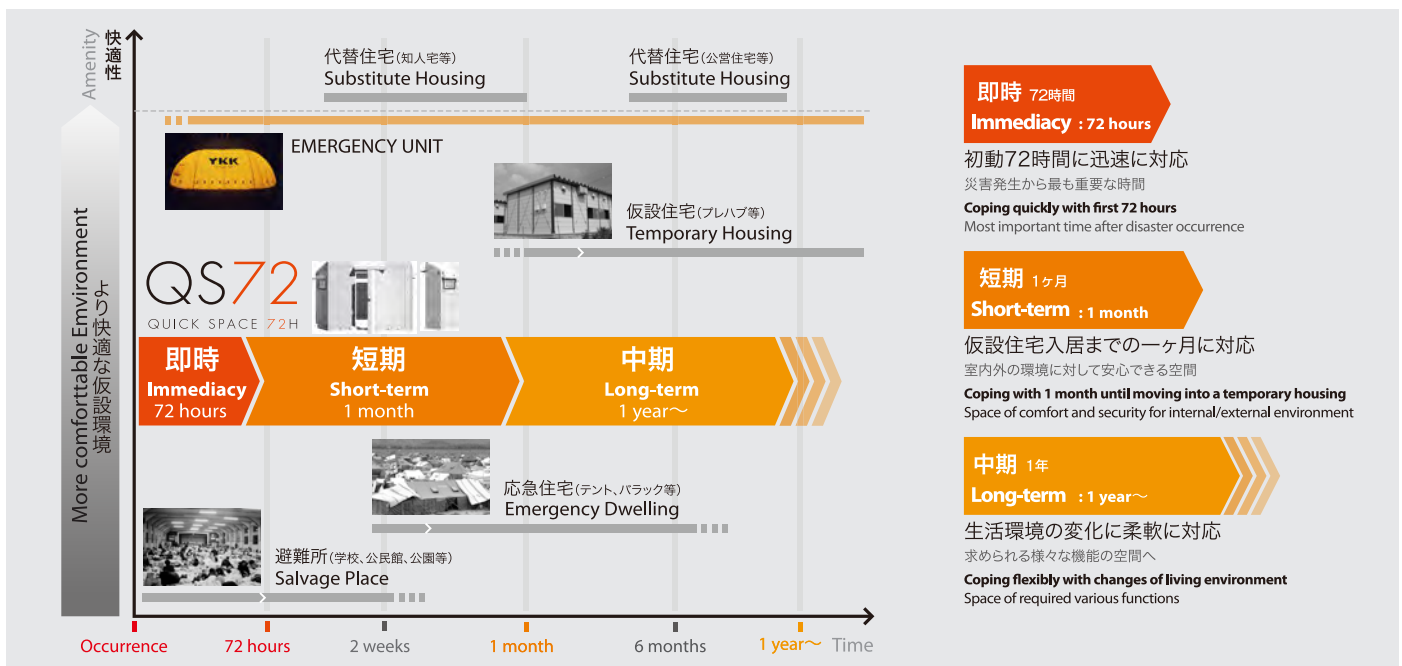 快適性
Amenity
より快適な仮設環境
More comfortable Emvironment
代替住宅(知人宅等)
Substitute Housing
代替住宅(公営住宅等)
Substitute Housing
YKK
EMERGENCY UNIT
仮設住宅(プレハブ等)
Temporary Housing
QS72
QUICK SPACE 72H
即時
Immediacy
72 hours
短期
Short-term
1 month
中期
Long-term
1 year〜
応急住宅(テント、バラック等)
Emergency Dwelling
避難所(学校、公民館、公園等)
Salvage Place
Occurrence
72 hours
2 weeks
1 month
6 months
1 year〜
Time
即時 72時間
Immediacy : 72 hours
初動72時間に迅速に対応
災害発生から最も重要な時間
Coping quickly with first 72 hours
Most important time after disaster occurrence
短期 1ヶ月
Short-term : 1 month
仮設住宅入居までの一ヶ月に対応
室内外の環境に対して安心できる空間
Coping with 1 month until moving into a temporary housing
Space of comfort and security for internal/external environment
中期 1年
Long-term : 1 year〜
生活環境の変化に柔軟に対応
求められる様々な機能の空間へ
Coping flexibly with changes of living environment
Space of required various functions